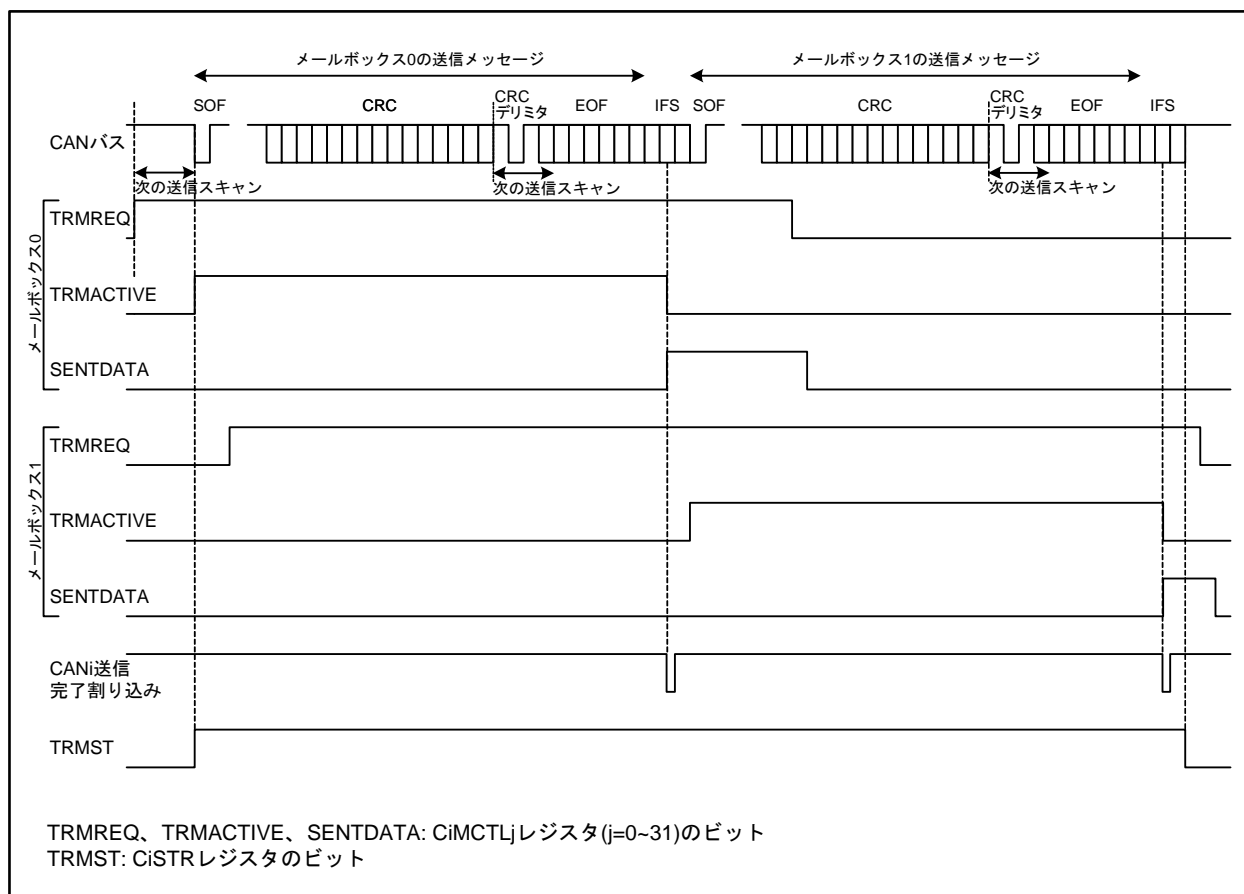 メールボックス0の送信メッセージ
メールボックス1の送信メッセージ
SOF
CRC
CRC
デリミタ
EOF
IFS
SOF
CRC
CRC
デリミタ
EOF
IFS
CANバス
次の送信スキャン
次の送信スキャン
次の送信スキャン
メールボックス0
TRMREQ
TRMACTIVE
SENTDATA
メールボックス1
TRMREQ
TRMACTIVE
SENTDATA
CANi送信
完了割り込み
TRMST
TRMREQ、TRMACTIVE、SENTDATA: CiMCTLjレジスタ(j=0~31)のビット
TRMST: CiSTRレジスタのビット